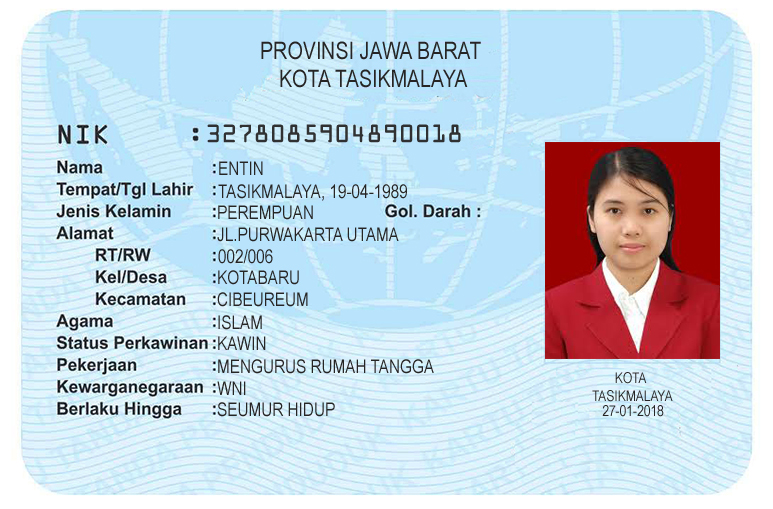 PROVINSI JAWA BARAT
KOTA TASIKMALAYA
NIK : 3278085904890018
Nama : ENTIN
Tempat/Tgl Lahir : TASIKMALAYA, 19-04-1989
Jenis Kelamin : PEREMPUAN Gol. Darah :
Alamat : JL.PURWAKARTA UTAMA
RT/RW : 002/006
Kel/Desa : KOTABARU
Kecamatan : CIBEUREUM
Agama : ISLAM
Status Perkawinan : KAWIN
Pekerjaan : MENGURUS RUMAH TANGGA
Kewarganegaraan : WNI
Berlaku Hingga : SEUMUR HIDUP
KOTA
TASIKMALAYA
27-01-2018